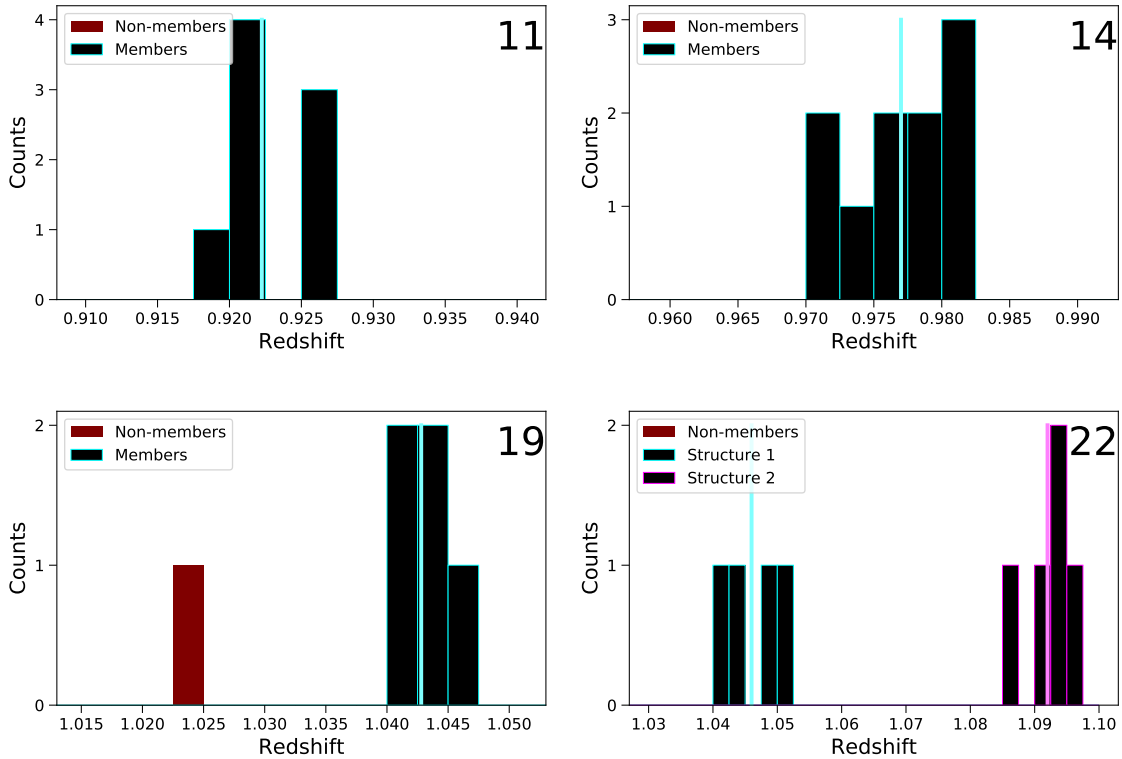 Non-members
Members
11
Counts
4
3
2
1
0
0.910 0.915 0.920 0.925 0.930 0.935 0.940
Redshift
Non-members
Members
14
Counts
3
2
1
0
0.960 0.965 0.970 0.975 0.980 0.985 0.990
Redshift
Non-members
Members
19
Counts
2
1
0
1.015 1.020 1.025 1.030 1.035 1.040 1.045 1.050
Redshift
Non-members
Structure 1
Structure 2
22
Counts
2
1
0
1.03 1.04 1.05 1.06 1.07 1.08 1.09 1.10
Redshift